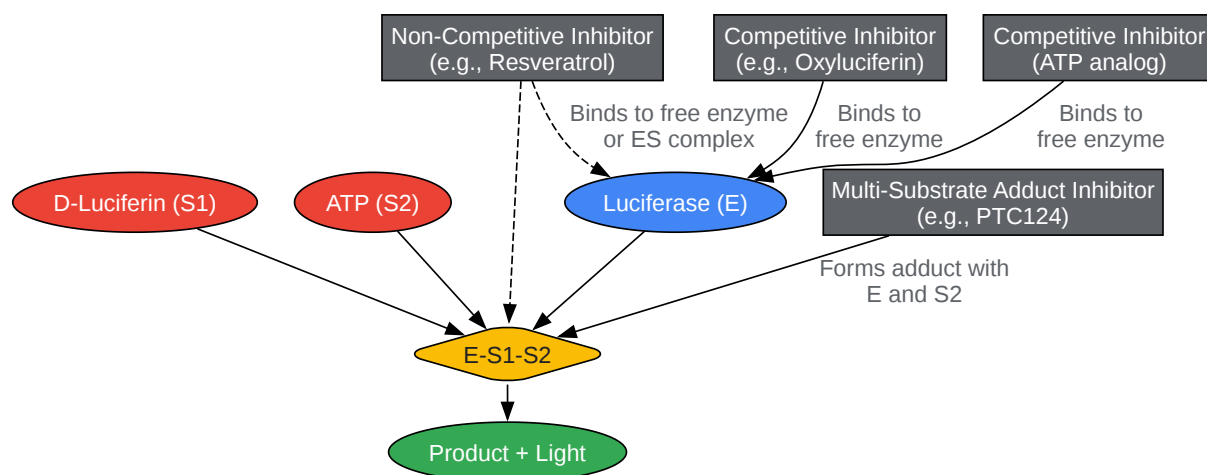 Non-Competitive Inhibitor
(e.g., Resveratrol)
Competitive Inhibitor
(e.g., Oxyluciferin)
Competitive Inhibitor
(ATP analog)
Binds to free enzyme
or ES complex
Binds to
free enzyme
Binds to
free enzyme
D-Luciferin (S1)
ATP (S2)
Luciferase (E)
Multi-Substrate Adduct Inhibitor
(e.g., PTC124)
Forms adduct with
E and S2
E-S1-S2
Product + Light